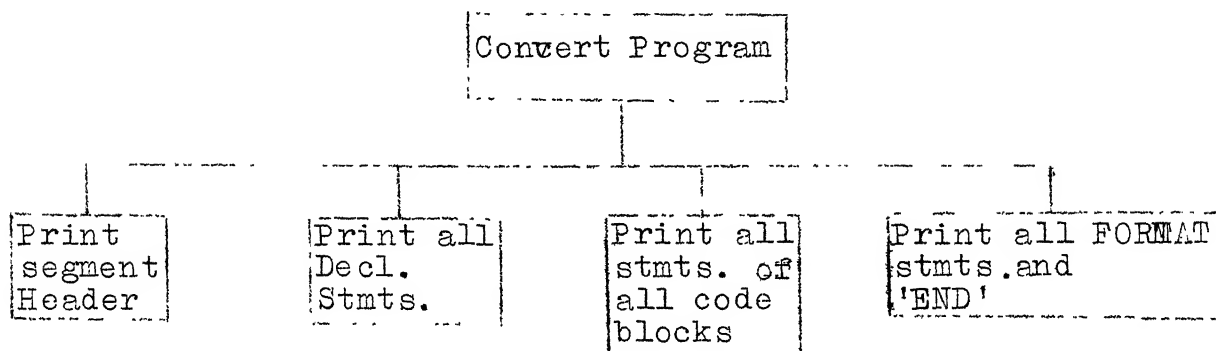 Convert Program
Print
segment
Header
Print all
Decl.
Stmts.
Print all
stmts. of
all code
blocks
Print all FORMAT
stmts.and
'END'